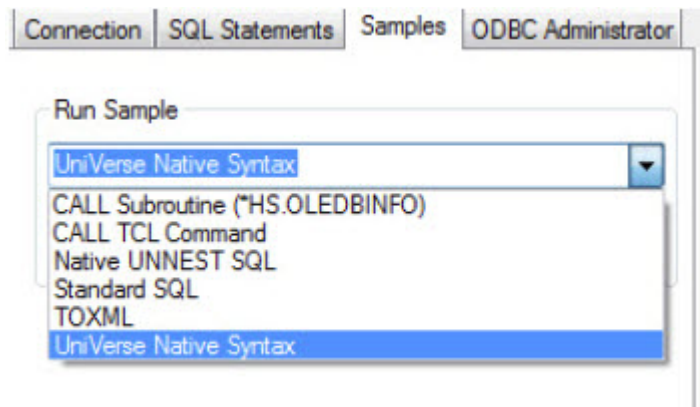 Connection SQL Statements Samples ODBC Administrator
Run Sample
UniVerse Native Syntax
CALL Subroutine (*HS.OLEDBINFO)
CALL TCL Command
Native UNNEST SQL
Standard SQL
TOXML
UniVerse Native Syntax